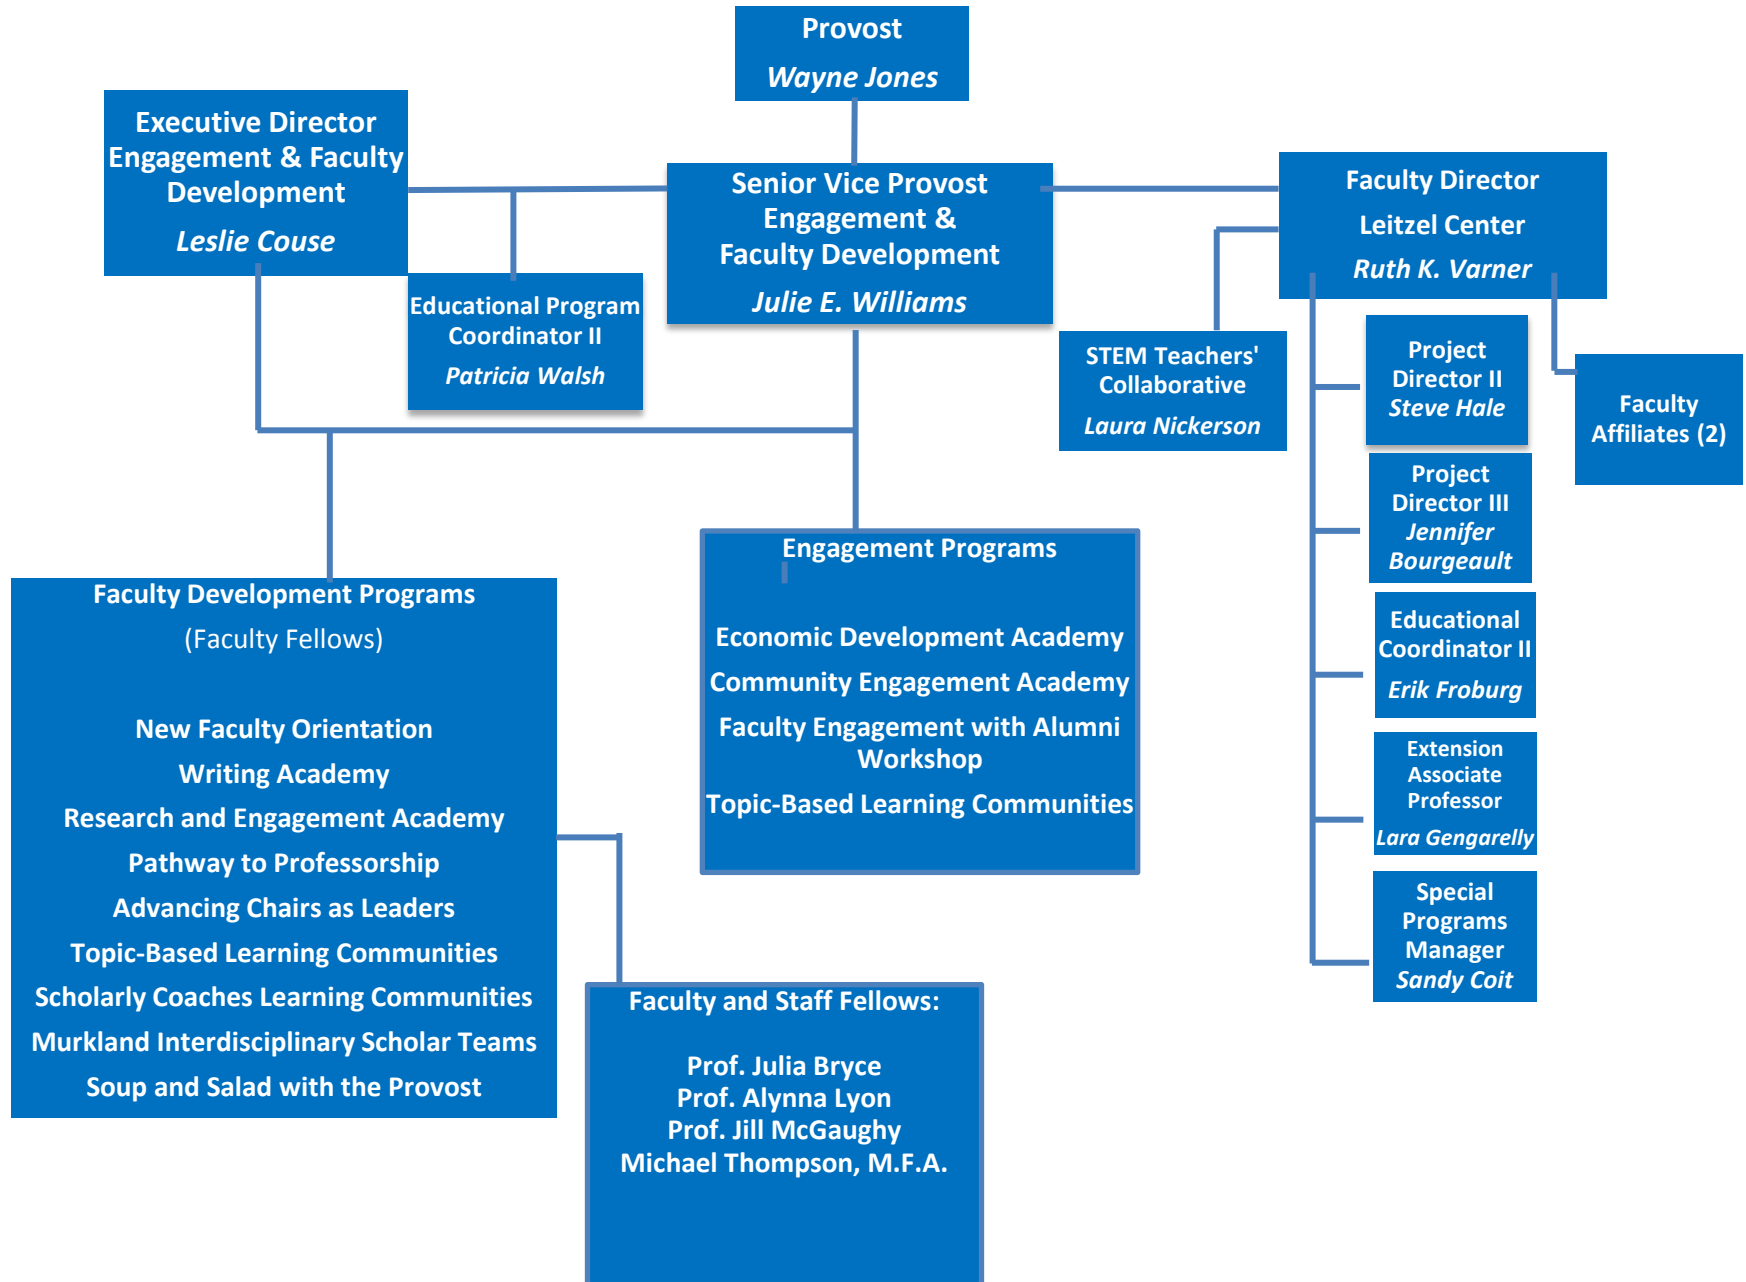 Provost
Wayne Jones
Executive Director
Engagement & Faculty
Development
Leslie Couse
Senior Vice Provost
Engagement &
Faculty Development
Julie E. Williams
Faculty Director
Leitzel Center
Ruth K. Varner
Educational Program
Coordinator II
Patricia Walsh
STEM Teachers'
Collaborative
Laura Nickerson
Project
Director II
Steve Hale
Faculty
Affiliates (2)
Project
Director III
Jennifer
Bourgeault
Educational
Coordinator II
Erik Froburg
Extension
Associate
Professor
Lara Gengarelly
Special
Programs
Manager
Sandy Coit
Engagement Programs
Economic Development Academy
Community Engagement Academy
Faculty Engagement with Alumni
Workshop
Topic-Based Learning Communities
Faculty Development Programs
(Faculty Fellows)
New Faculty Orientation
Writing Academy
Research and Engagement Academy
Pathway to Professorship
Advancing Chairs as Leaders
Topic-Based Learning Communities
Scholarly Coaches Learning Communities
Murkland Interdisciplinary Scholar Teams
Soup and Salad with the Provost
Faculty and Staff Fellows:
Prof. Julia Bryce
Prof. Alynna Lyon
Prof. Jill McGaughy
Michael Thompson, M.F.A.